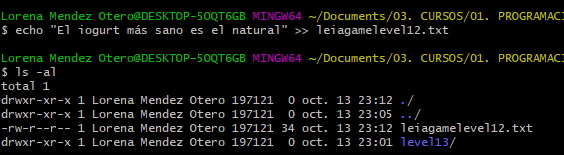 Lorena Mendez Otero@DESKTOP-5OQT6GB MINGW64 ~/Documents/03. CURSOS/01. PROGRAMACI
$ echo "El iogurt más sano es el natural" >> leiagamelevel12.txt
Lorena Mendez Otero@DESKTOP-5OQT6GB MINGW64 ~/Documents/03. CURSOS/01. PROGRAMACI
$ ls -al
total 1
drwxr-xr-x 1 Lorena Mendez Otero 197121  0 oct. 13 23:12 ./
drwxr-xr-x 1 Lorena Mendez Otero 197121  0 oct. 13 23:05 ../
-rw-r--r-- 1 Lorena Mendez Otero 197121 34 oct. 13 23:12 leiagamelevel12.txt
drwxr-xr-x 1 Lorena Mendez Otero 197121  0 oct. 13 23:01 level13/